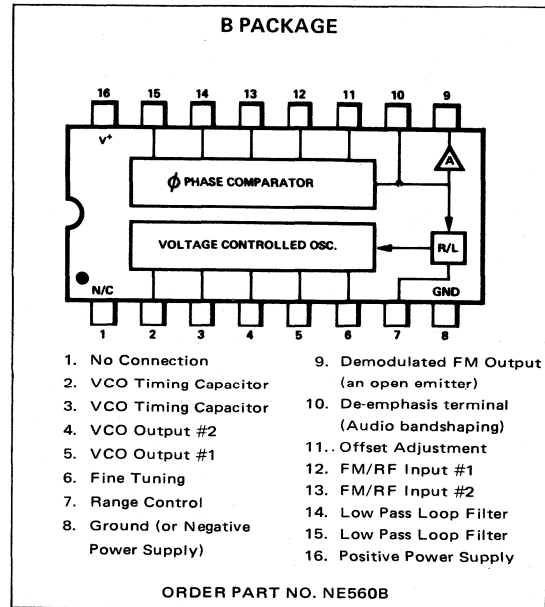 B PACKAGE
16 15 14 13 12 11 10 9
V+
A
ϕ PHASE COMPARATOR
VOLTAGE CONTROLLED OSC.
R/L
N/C
GND
1 2 3 4 5 6 7 8
1. No Connection
2. VCO Timing Capacitor
3. VCO Timing Capacitor
4. VCO Output #2
5. VCO Output #1
6. Fine Tuning
7. Range Control
8. Ground (or Negative
Power Supply)
9. Demodulated FM Output
(an open emitter)
10. De-emphasis terminal
(Audio bandshaping)
11.. Offset Adjustment
12. FM/RF Input #1
13. FM/RF Input #2
14. Low Pass Loop Filter
15. Low Pass Loop Filter
16. Positive Power Supply
ORDER PART NO. NE560B